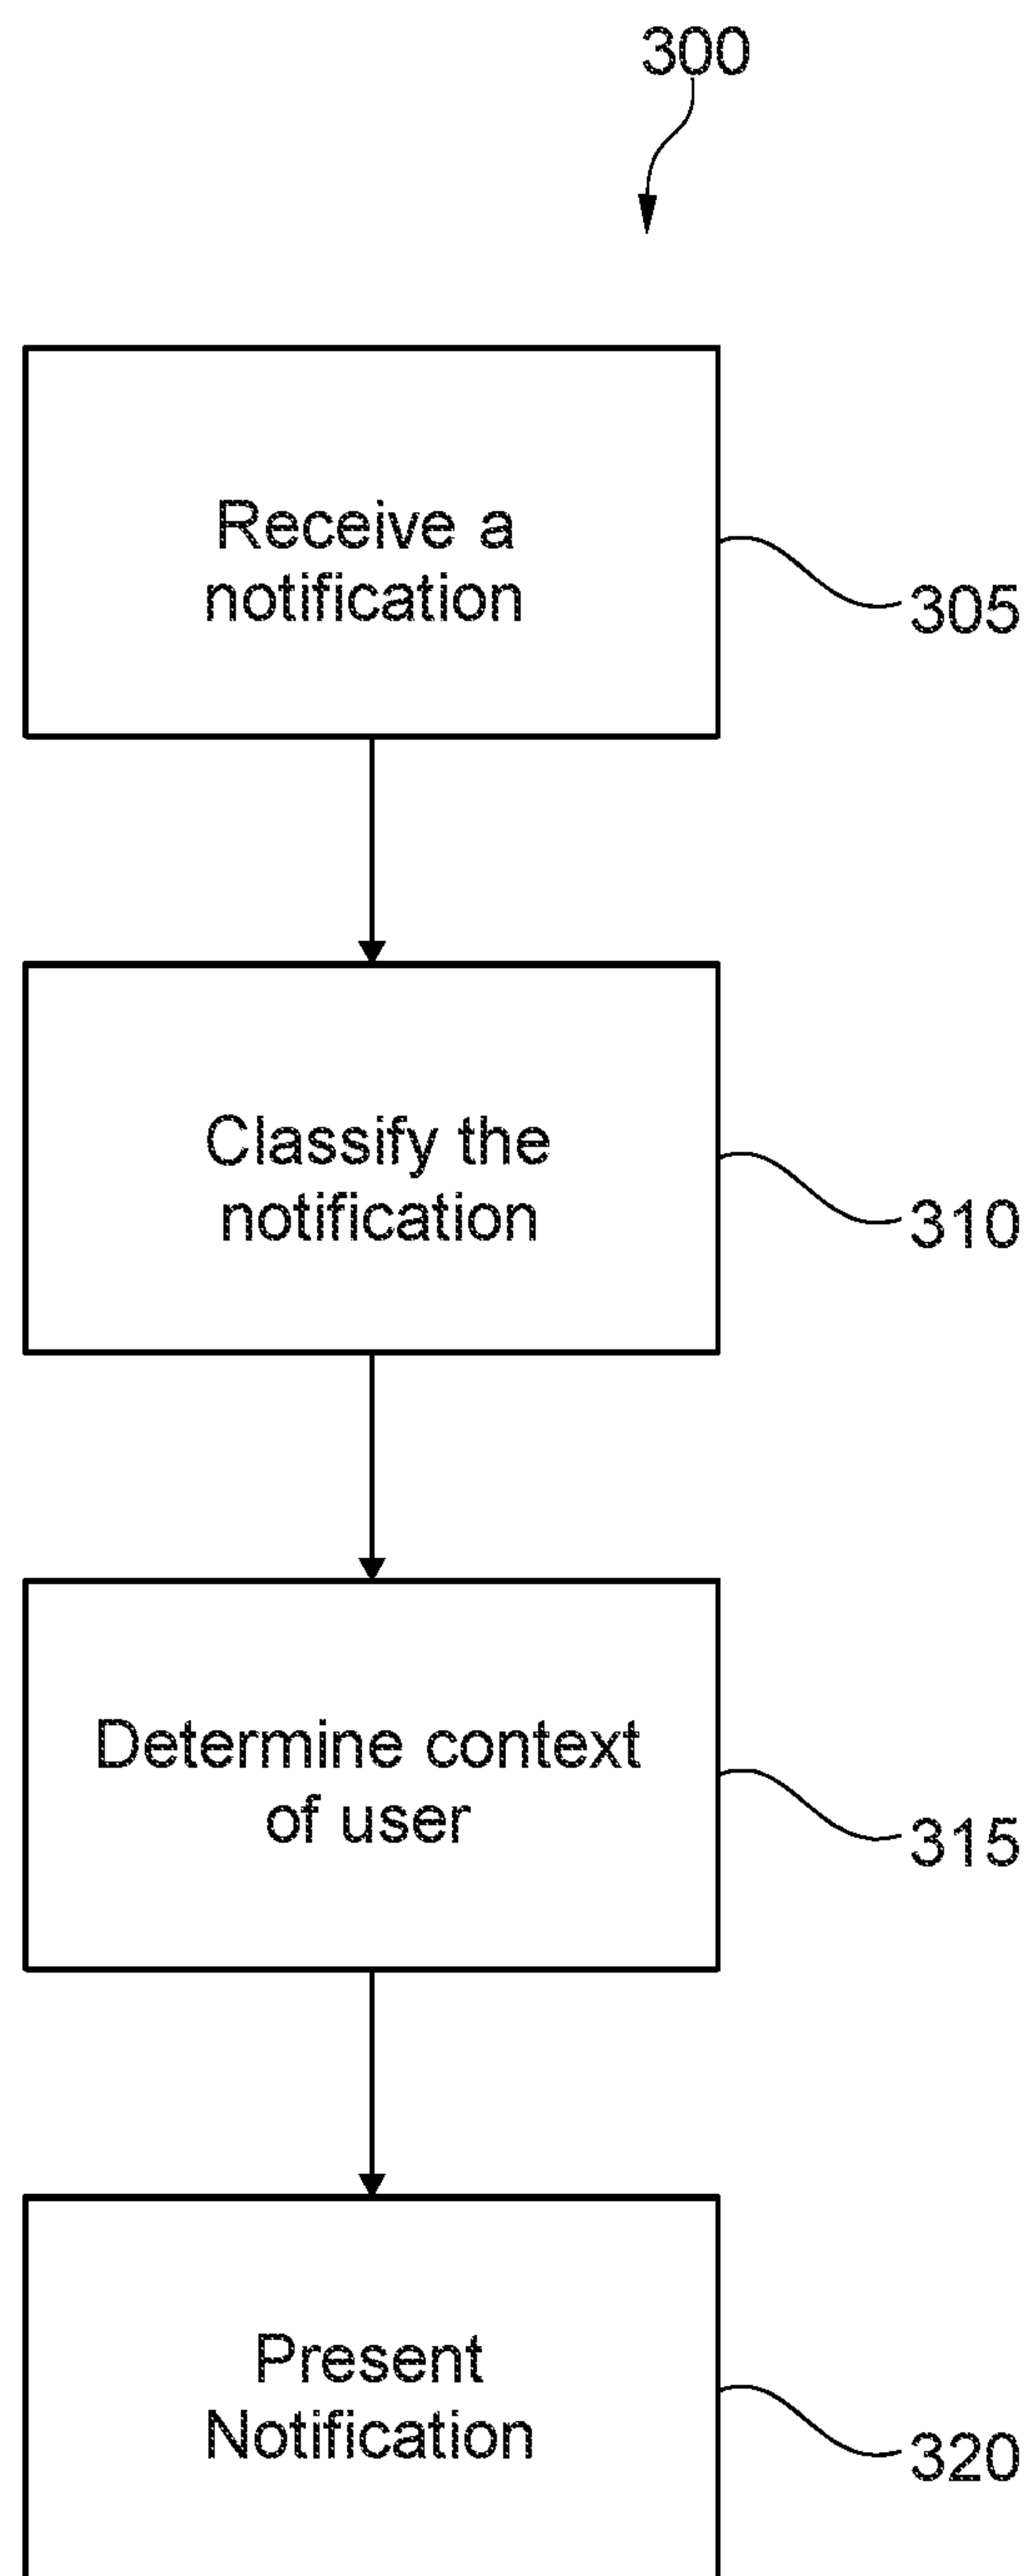 300
Receive a
notification
305
Classify the
notification
310
Determine context
of user
315
Present
Notification
320